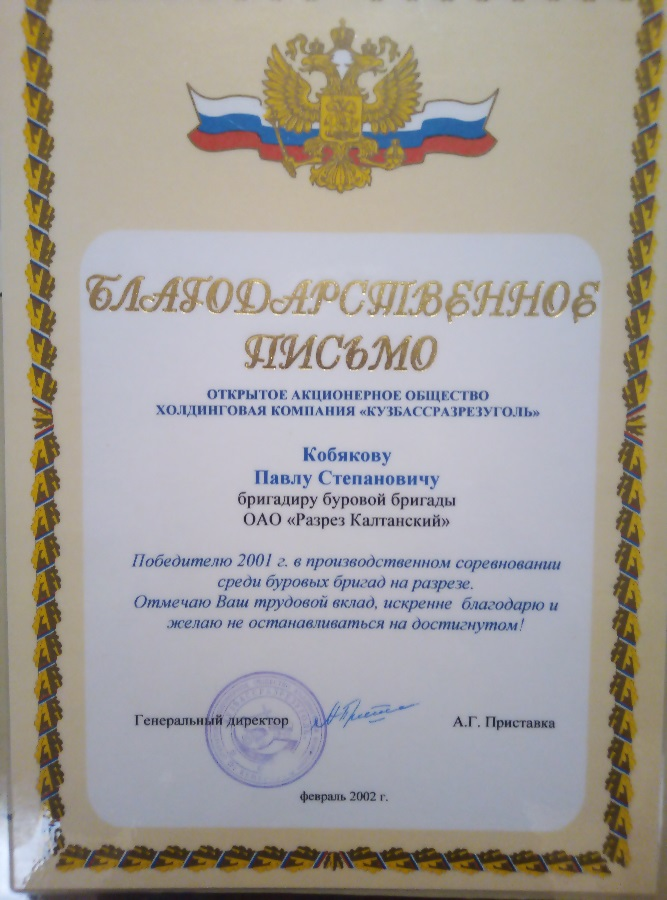 БЛАГОДАРСТВЕННОЕ
ПИСЬМО
ОТКРЫТОЕ АКЦИОНЕРНОЕ ОБЩЕСТВО
ХОЛДИНГОВАЯ КОМПАНИЯ «КУЗБАССРАЗРЕЗУГОЛЬ»
Кобякову
Павлу Степановичу
бригадиру буровой бригады
ОАО «Разрез Калтанский»
Победителю 2001 г. в производственном соревновании
среди буровых бригад на разрезе.
Отмечаю Ваш трудовой вклад, искренне благодарю и
желаю не останавливаться на достигнутом!
Генеральный директор А.Г. Приставка
февраль 2002 г.